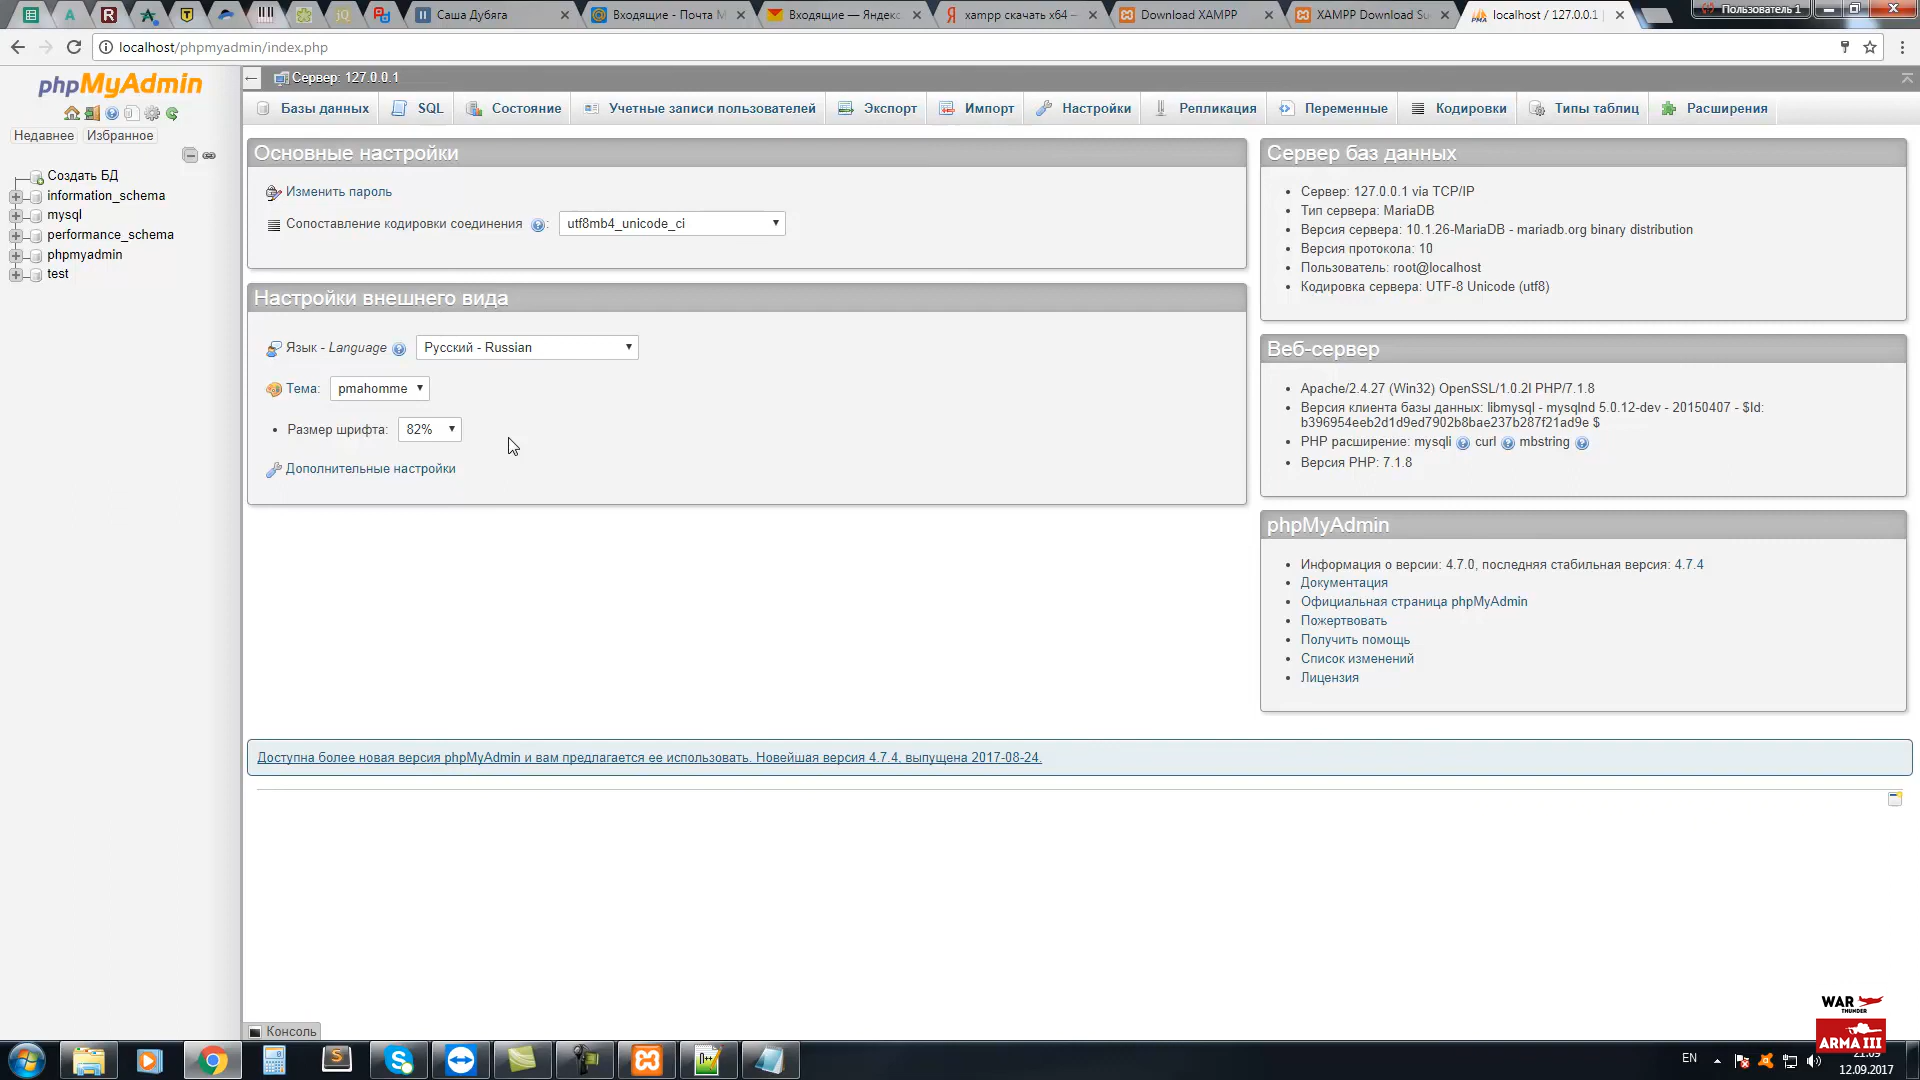 Саша Дубяга
Входящие - Почта M
Входящие — Яндекс
xampp скачать x64 –
Download XAMPP
XAMPP Download Su
localhost / 127.0.0.1 |
Пользователь 1
localhost/phpmyadmin/index.php
phpMyAdmin
Недавнее Избранное
Создать БД
information_schema
mysql
performance_schema
phpmyadmin
test
Сервер: 127.0.0.1
Базы данных SQL Состояние Учетные записи пользователей Экспорт Импорт Настройки Репликация Переменные Кодировки Типы таблиц Расширения
Основные настройки
Изменить пароль
Сопоставление кодировки соединения : utf8mb4_unicode_ci
Настройки внешнего вида
Язык - Language Русский - Russian
Тема: pmahomme
Размер шрифта: 82%
Дополнительные настройки
Сервер баз данных
Сервер: 127.0.0.1 via TCP/IP
Тип сервера: MariaDB
Версия сервера: 10.1.26-MariaDB - mariadb.org binary distribution
Версия протокола: 10
Пользователь: root@localhost
Кодировка сервера: UTF-8 Unicode (utf8)
Веб-сервер
Apache/2.4.27 (Win32) OpenSSL/1.0.2l PHP/7.1.8
Версия клиента базы данных: libmysql - mysqlnd 5.0.12-dev - 20150407 - $Id:
b396954eeb2d1d9ed7902b8bae237b287f21ad9e $
PHP расширение: mysqli curl mbstring
Версия PHP: 7.1.8
phpMyAdmin
Информация о версии: 4.7.0, последняя стабильная версия: 4.7.4
Документация
Официальная страница phpMyAdmin
Пожертвовать
Получить помощь
Список изменений
Лицензия
Доступна более новая версия phpMyAdmin и вам предлагается ее использовать. Новейшая версия 4.7.4, выпущена 2017-08-24.
Консоль
WAR
THUNDER
ARMA III
EN
21:09
12.09.2017